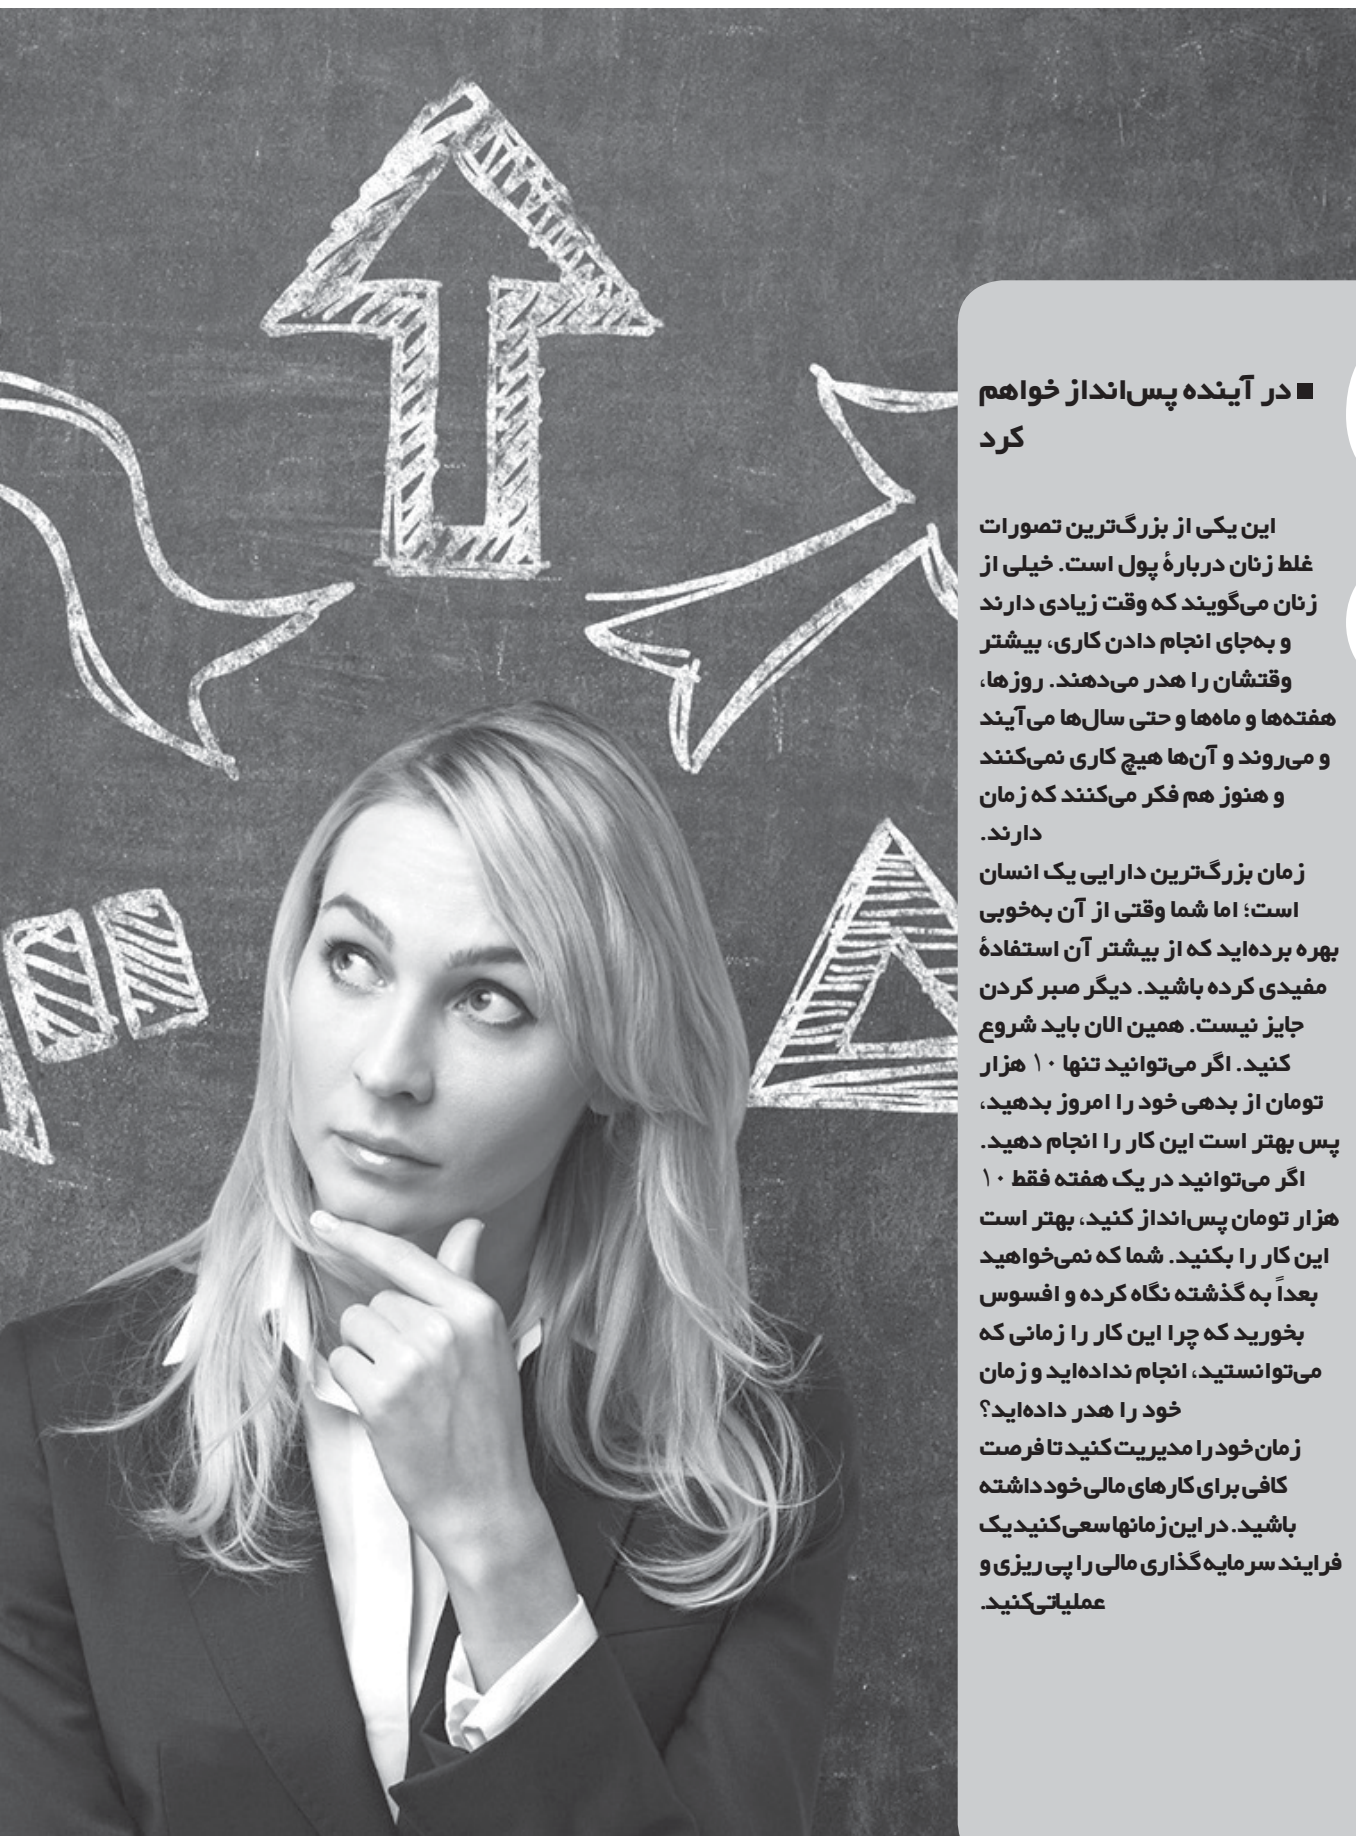 ■ در آینده پس‌انداز خواهم
کرد
این یکی از بزرگ‌ترین تصورات
غلط زنان دربارهٔ پول است. خیلی از
زنان می‌گویند که وقت زیادی دارند
و به‌جای انجام دادن کاری، بیشتر
وقتشان را هدر می‌دهند. روزها،
هفته‌ها و ماه‌ها و حتی سال‌ها می‌آیند
و می‌روند و آن‌ها هیچ کاری نمی‌کنند
و هنوز هم فکر می‌کنند که زمان
دارند.
زمان بزرگ‌ترین دارایی یک انسان
است؛ اما شما وقتی از آن به‌خوبی
بهره برده‌اید که از بیشتر آن استفادهٔ
مفیدی کرده باشید. دیگر صبر کردن
جایز نیست. همین الان باید شروع
کنید. اگر می‌توانید تنها ۱۰ هزار
تومان از بدهی خود را امروز بدهید،
پس بهتر است این کار را انجام دهید.
اگر می‌توانید در یک هفته فقط ۱۰
هزار تومان پس‌انداز کنید، بهتر است
این کار را بکنید. شما که نمی‌خواهید
بعداً به گذشته نگاه کرده و افسوس
بخورید که چرا این کار را زمانی که
می‌توانستید، انجام نداده‌اید و زمان
خود را هدر داده‌اید؟
زمان خود را مدیریت کنید تا فرصت
کافی برای کارهای مالی خود داشته
باشید. در این زمانها سعی کنید یک
فرایند سرمایه گذاری مالی را پی ریزی و
عملیاتی کنید.